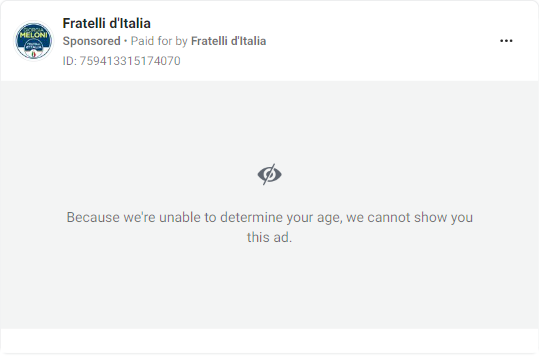 Fratelli d'Italia
Sponsored • Paid for by Fratelli d'Italia
ID: 759413315174070
GIORGIA
MELONI
Because we're unable to determine your age, we cannot show you
this ad.